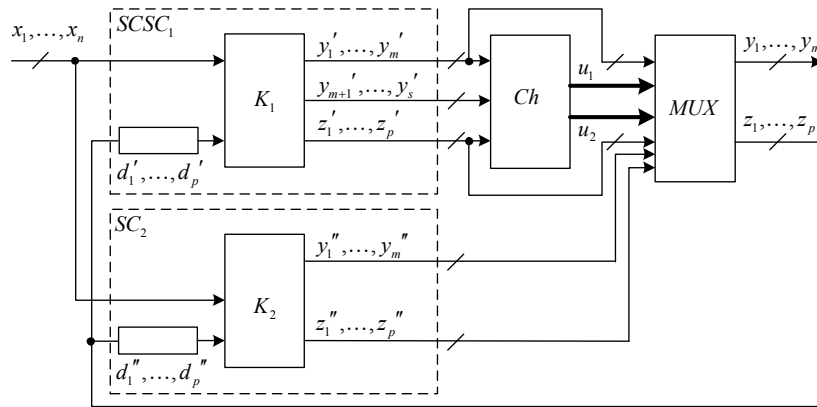 x₁,…,xₙ
SCSC₁
K₁
d₁′,…,dₚ′
y₁′,…,yₘ′
yₘ₊₁′,…,yₛ′
z₁′,…,zₚ′
Ch
u₁
u₂
MUX
y₁,…,yₘ
z₁,…,zₚ
SC₂
K₂
d₁″,…,dₚ″
y₁″,…,yₘ″
z₁″,…,zₚ″